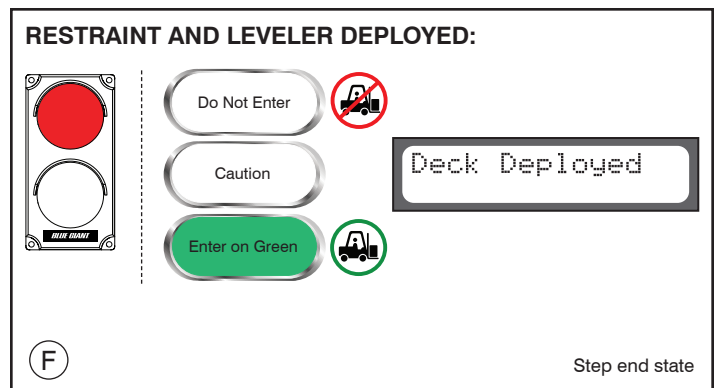 RESTRAINT AND LEVELER DEPLOYED:
Do Not Enter
Caution
Deck Deployed
Enter on Green
BLUE GIANT
F
Step end state